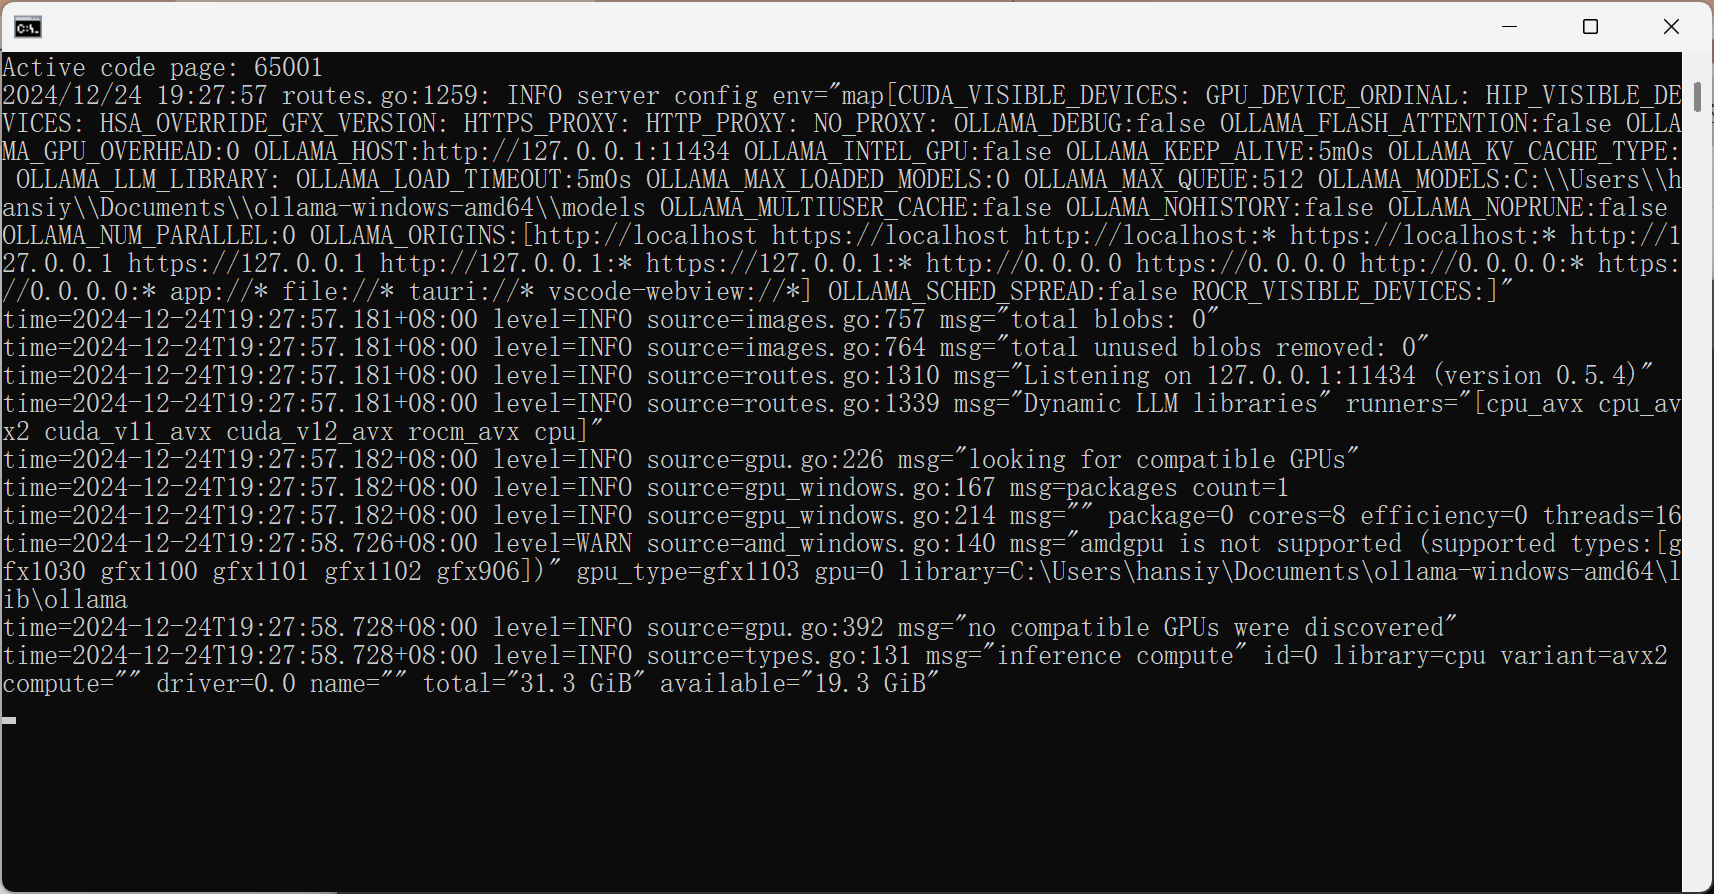 Active code page: 65001
2024/12/24 19:27:57 routes.go:1259: INFO server config env="map[CUDA_VISIBLE_DEVICES: GPU_DEVICE_ORDINAL: HIP_VISIBLE_DE
VICES: HSA_OVERRIDE_GFX_VERSION: HTTPS_PROXY: HTTP_PROXY: NO_PROXY: OLLAMA_DEBUG:false OLLAMA_FLASH_ATTENTION:false OLLA
MA_GPU_OVERHEAD:0 OLLAMA_HOST:http://127.0.0.1:11434 OLLAMA_INTEL_GPU:false OLLAMA_KEEP_ALIVE:5m0s OLLAMA_KV_CACHE_TYPE:
 OLLAMA_LLM_LIBRARY: OLLAMA_LOAD_TIMEOUT:5m0s OLLAMA_MAX_LOADED_MODELS:0 OLLAMA_MAX_QUEUE:512 OLLAMA_MODELS:C:\\Users\\h
ansiy\\Documents\\ollama-windows-amd64\\models OLLAMA_MULTIUSER_CACHE:false OLLAMA_NOHISTORY:false OLLAMA_NOPRUNE:false
OLLAMA_NUM_PARALLEL:0 OLLAMA_ORIGINS:[http://localhost https://localhost http://localhost:* https://localhost:* http://1
27.0.0.1 https://127.0.0.1 http://127.0.0.1:* https://127.0.0.1:* http://0.0.0.0 https://0.0.0.0 http://0.0.0.0:* https:
//0.0.0.0:* app://* file://* tauri://* vscode-webview://*] OLLAMA_SCHED_SPREAD:false ROCR_VISIBLE_DEVICES:]"
time=2024-12-24T19:27:57.181+08:00 level=INFO source=images.go:757 msg="total blobs: 0"
time=2024-12-24T19:27:57.181+08:00 level=INFO source=images.go:764 msg="total unused blobs removed: 0"
time=2024-12-24T19:27:57.181+08:00 level=INFO source=routes.go:1310 msg="Listening on 127.0.0.1:11434 (version 0.5.4)"
time=2024-12-24T19:27:57.181+08:00 level=INFO source=routes.go:1339 msg="Dynamic LLM libraries" runners="[cpu_avx cpu_av
x2 cuda_v11_avx cuda_v12_avx rocm_avx cpu]"
time=2024-12-24T19:27:57.182+08:00 level=INFO source=gpu.go:226 msg="looking for compatible GPUs"
time=2024-12-24T19:27:57.182+08:00 level=INFO source=gpu_windows.go:167 msg=packages count=1
time=2024-12-24T19:27:57.182+08:00 level=INFO source=gpu_windows.go:214 msg="" package=0 cores=8 efficiency=0 threads=16
time=2024-12-24T19:27:58.726+08:00 level=WARN source=amd_windows.go:140 msg="amdgpu is not supported (supported types:[g
fx1030 gfx1100 gfx1101 gfx1102 gfx906])" gpu_type=gfx1103 gpu=0 library=C:\Users\hansiy\Documents\ollama-windows-amd64\l
ib\ollama
time=2024-12-24T19:27:58.728+08:00 level=INFO source=gpu.go:392 msg="no compatible GPUs were discovered"
time=2024-12-24T19:27:58.728+08:00 level=INFO source=types.go:131 msg="inference compute" id=0 library=cpu variant=avx2
compute="" driver=0.0 name="" total="31.3 GiB" available="19.3 GiB"